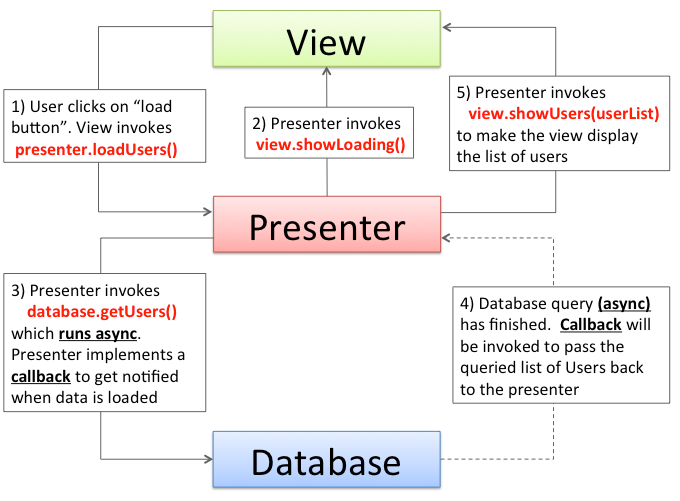 View
1) User clicks on “load
button”. View invokes
presenter.loadUsers()
2) Presenter invokes
view.showLoading()
5) Presenter invokes
view.showUsers(userList)
to make the view display
the list of users
Presenter
3) Presenter invokes
database.getUsers()
which runs async.
Presenter implements a
callback to get notified
when data is loaded
4) Database query (async)
has finished. Callback will
be invoked to pass the
queried list of Users back
to the presenter
Database